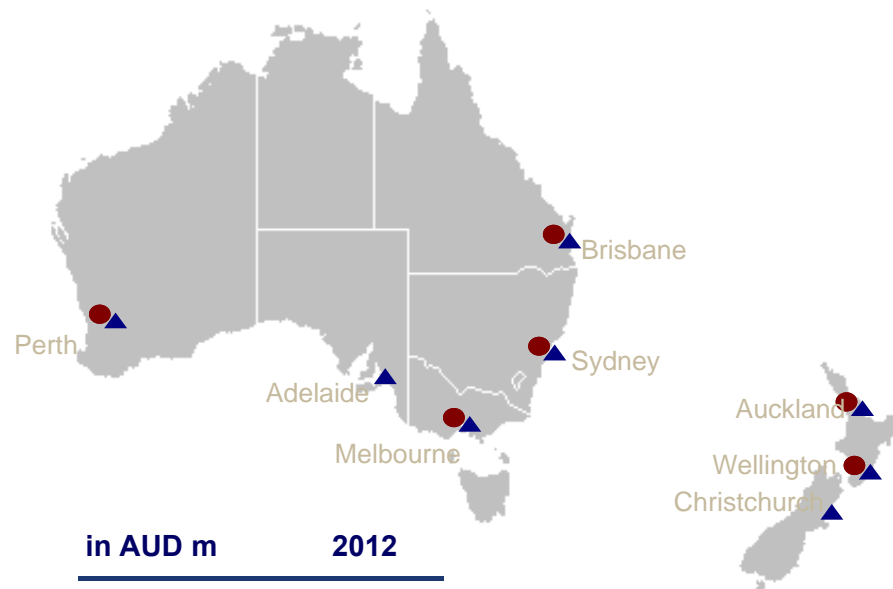 Brisbane
Perth
Sydney
Adelaide
Auckland
Melbourne
Wellington
Christchurch
in AUD m 2012